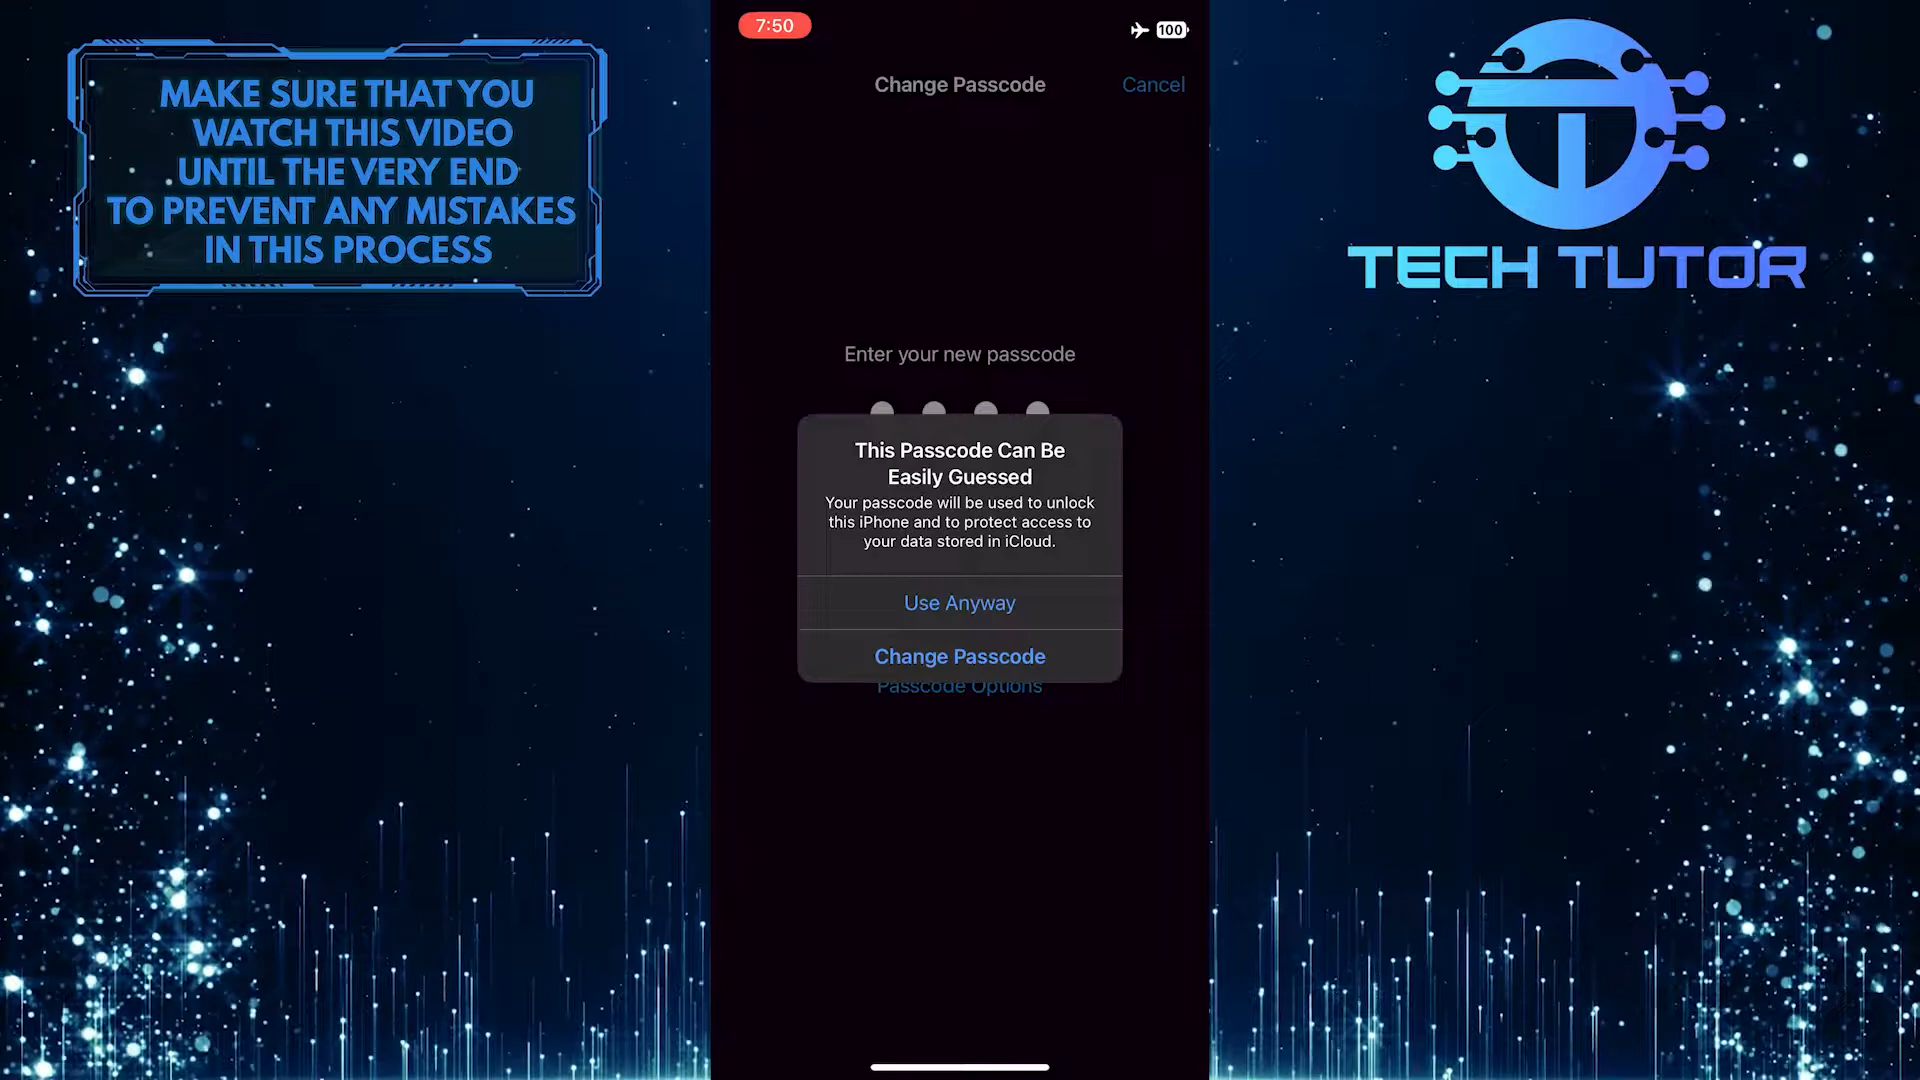 MAKE SURE THAT YOU
WATCH THIS VIDEO
UNTIL THE VERY END
TO PREVENT ANY MISTAKES
IN THIS PROCESS
7:50
100
Change Passcode
Cancel
Enter your new passcode
This Passcode Can Be
Easily Guessed
Your passcode will be used to unlock
this iPhone and to protect access to
your data stored in iCloud.
Use Anyway
Change Passcode
Passcode Options
TECH TUTOR